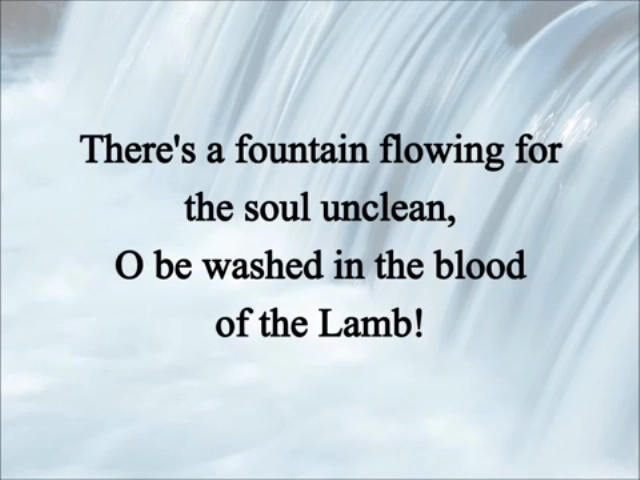 There's a fountain flowing for
the soul unclean,
O be washed in the blood
of the Lamb!